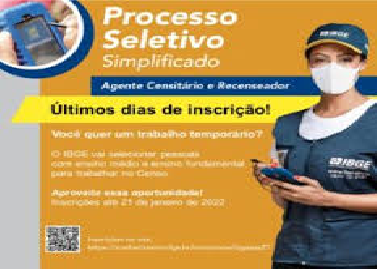 Processo
Seletivo
Simplificado
Agente Censitário e Recenseador
Últimos dias de inscrição!
Você quer um trabalho temporário?
O IBGE vai selecionar pessoas
com ensino médio e ensino fundamental
para trabalhar no Censo
Aproveite essa oportunidade!
Inscrições até 21 de janeiro de 2022
IBGE
IBGE